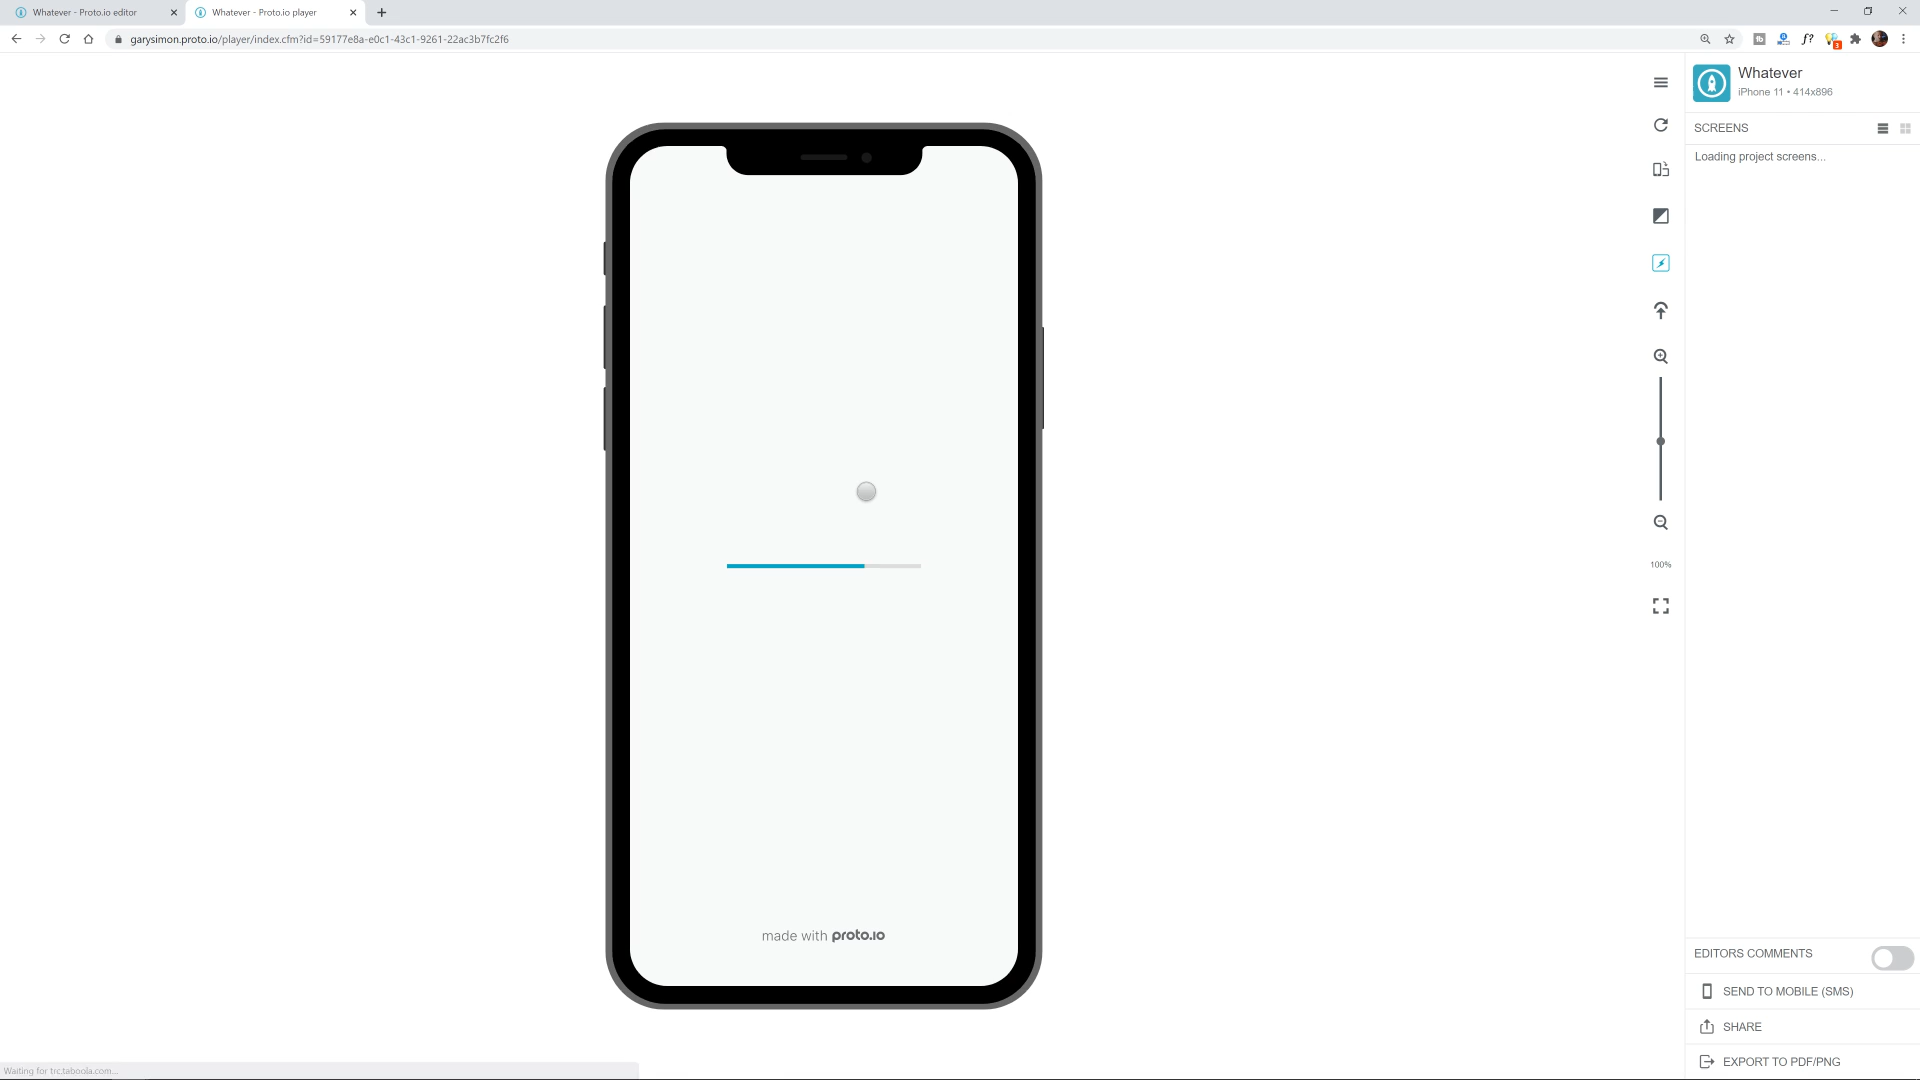 Whatever - Proto.io editor
Whatever - Proto.io player
garysimon.proto.io/player/index.cfm?id=59177e8a-e0c1-43c1-9261-22ac3b7fc2f6
f?
3
Whatever
iPhone 11 • 414x896
SCREENS
Loading project screens...
100%
made with proto.io
EDITORS COMMENTS
SEND TO MOBILE (SMS)
SHARE
EXPORT TO PDF/PNG
Waiting for trc.taboola.com...